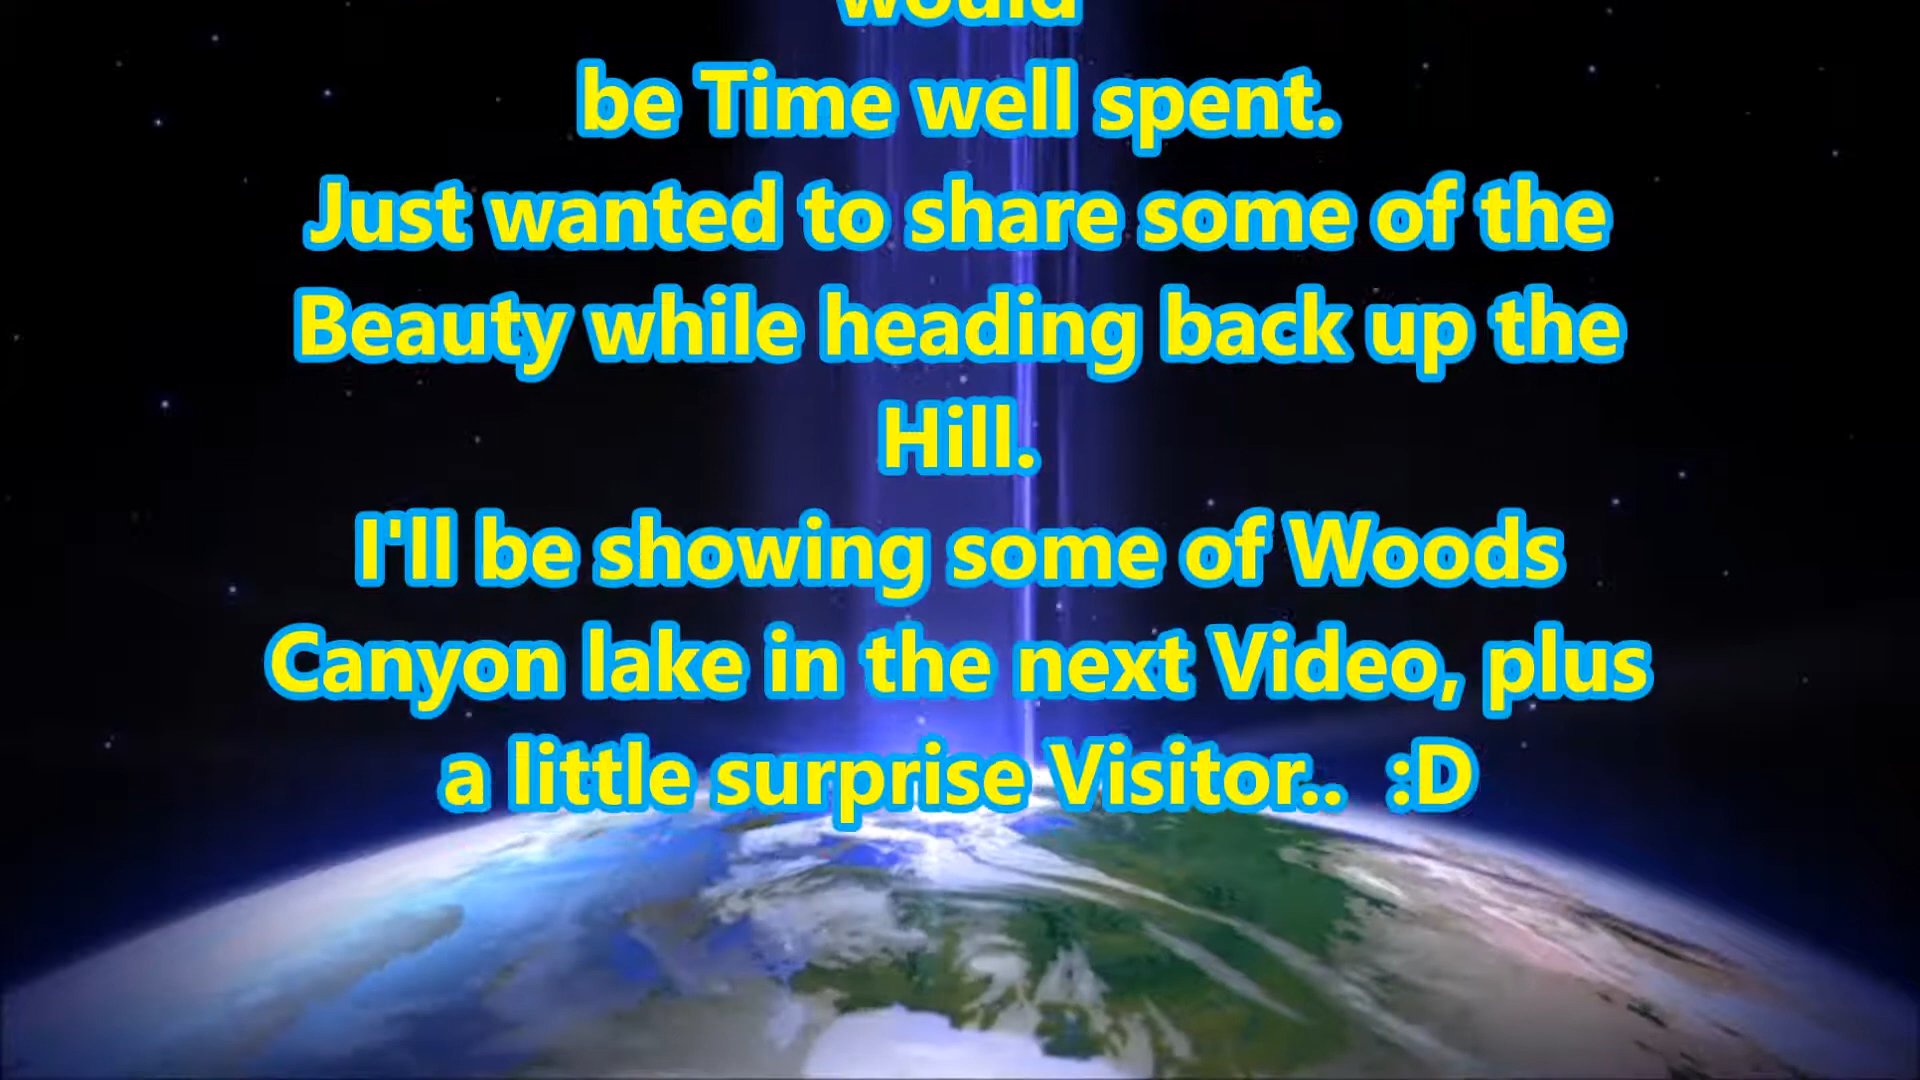 would
be Time well spent.
Just wanted to share some of the
Beauty while heading back up the
Hill.
I'll be showing some of Woods
Canyon lake in the next Video, plus
a little surprise Visitor..  :D